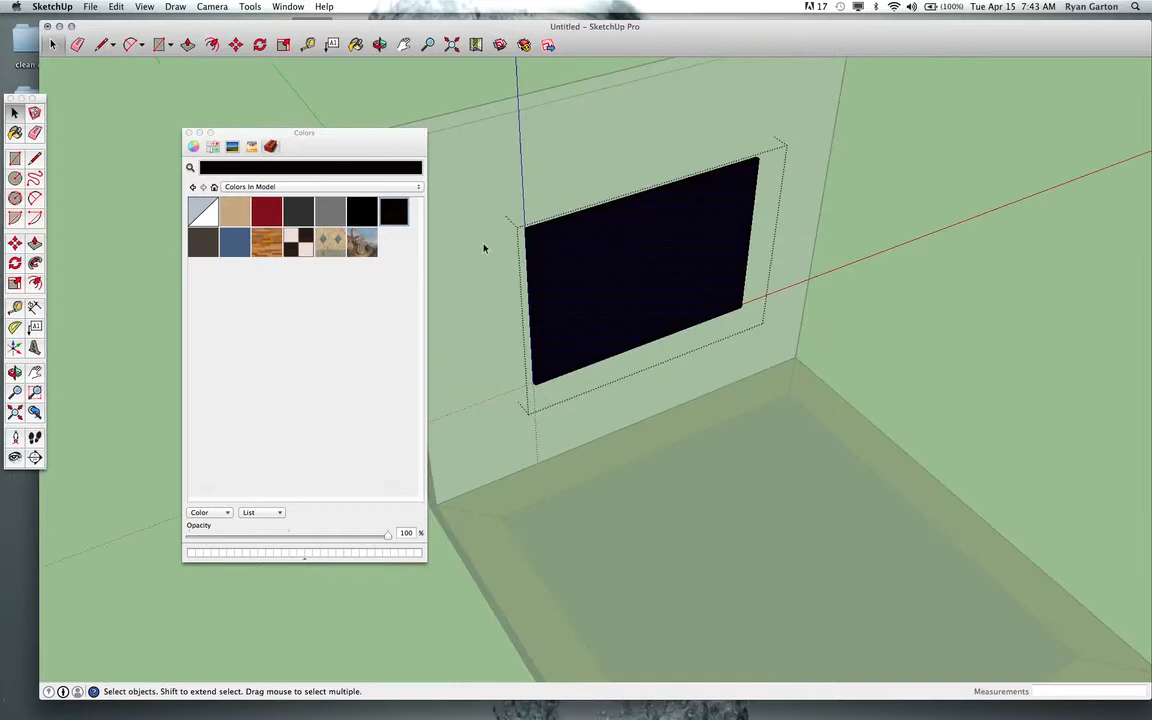 SketchUp File Edit View Draw Camera Tools Window Help 17 (100%) Tue Apr 15 7:43 AM Ryan Garton
Untitled – SketchUp Pro
A1
clean
Colors
Colors In Model
A1
Color List
Opacity
100 %
Select objects. Shift to extend select. Drag mouse to select multiple. Measurements